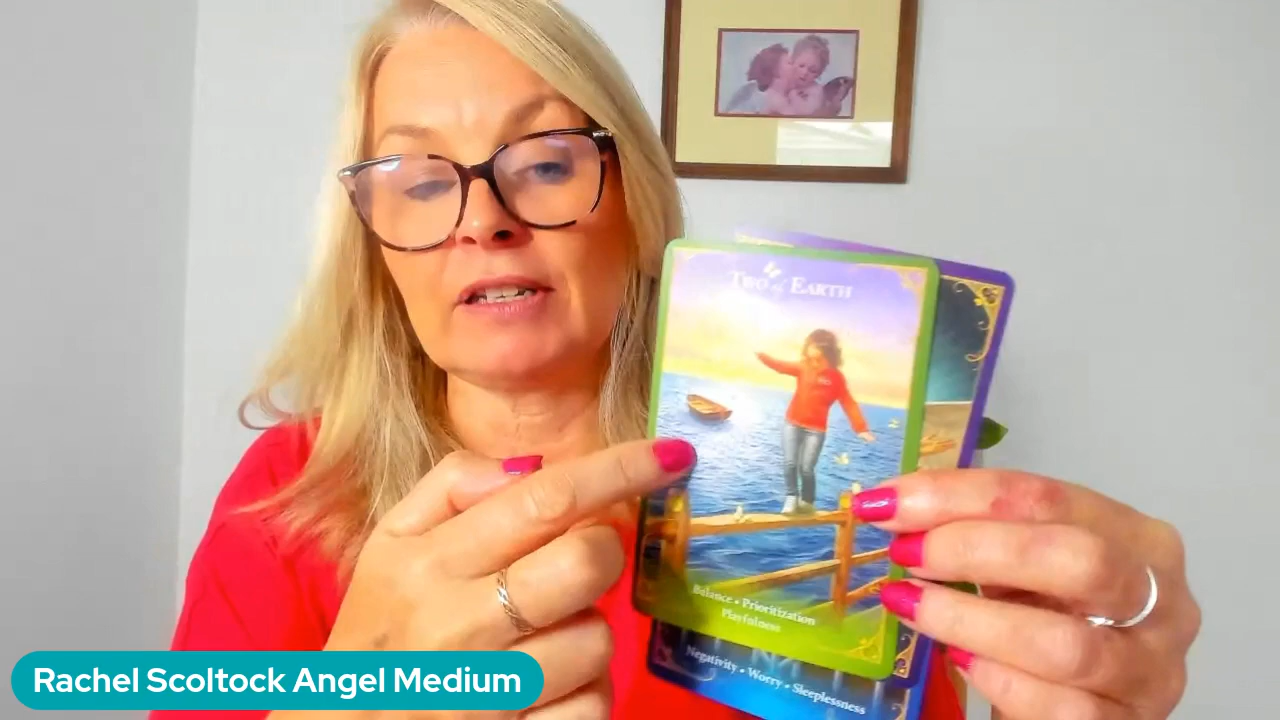 Two of EARTH
Balance • Prioritization
Playfulness
Negativity • Worry • Sleeplessness
Rachel Scoltock Angel Medium